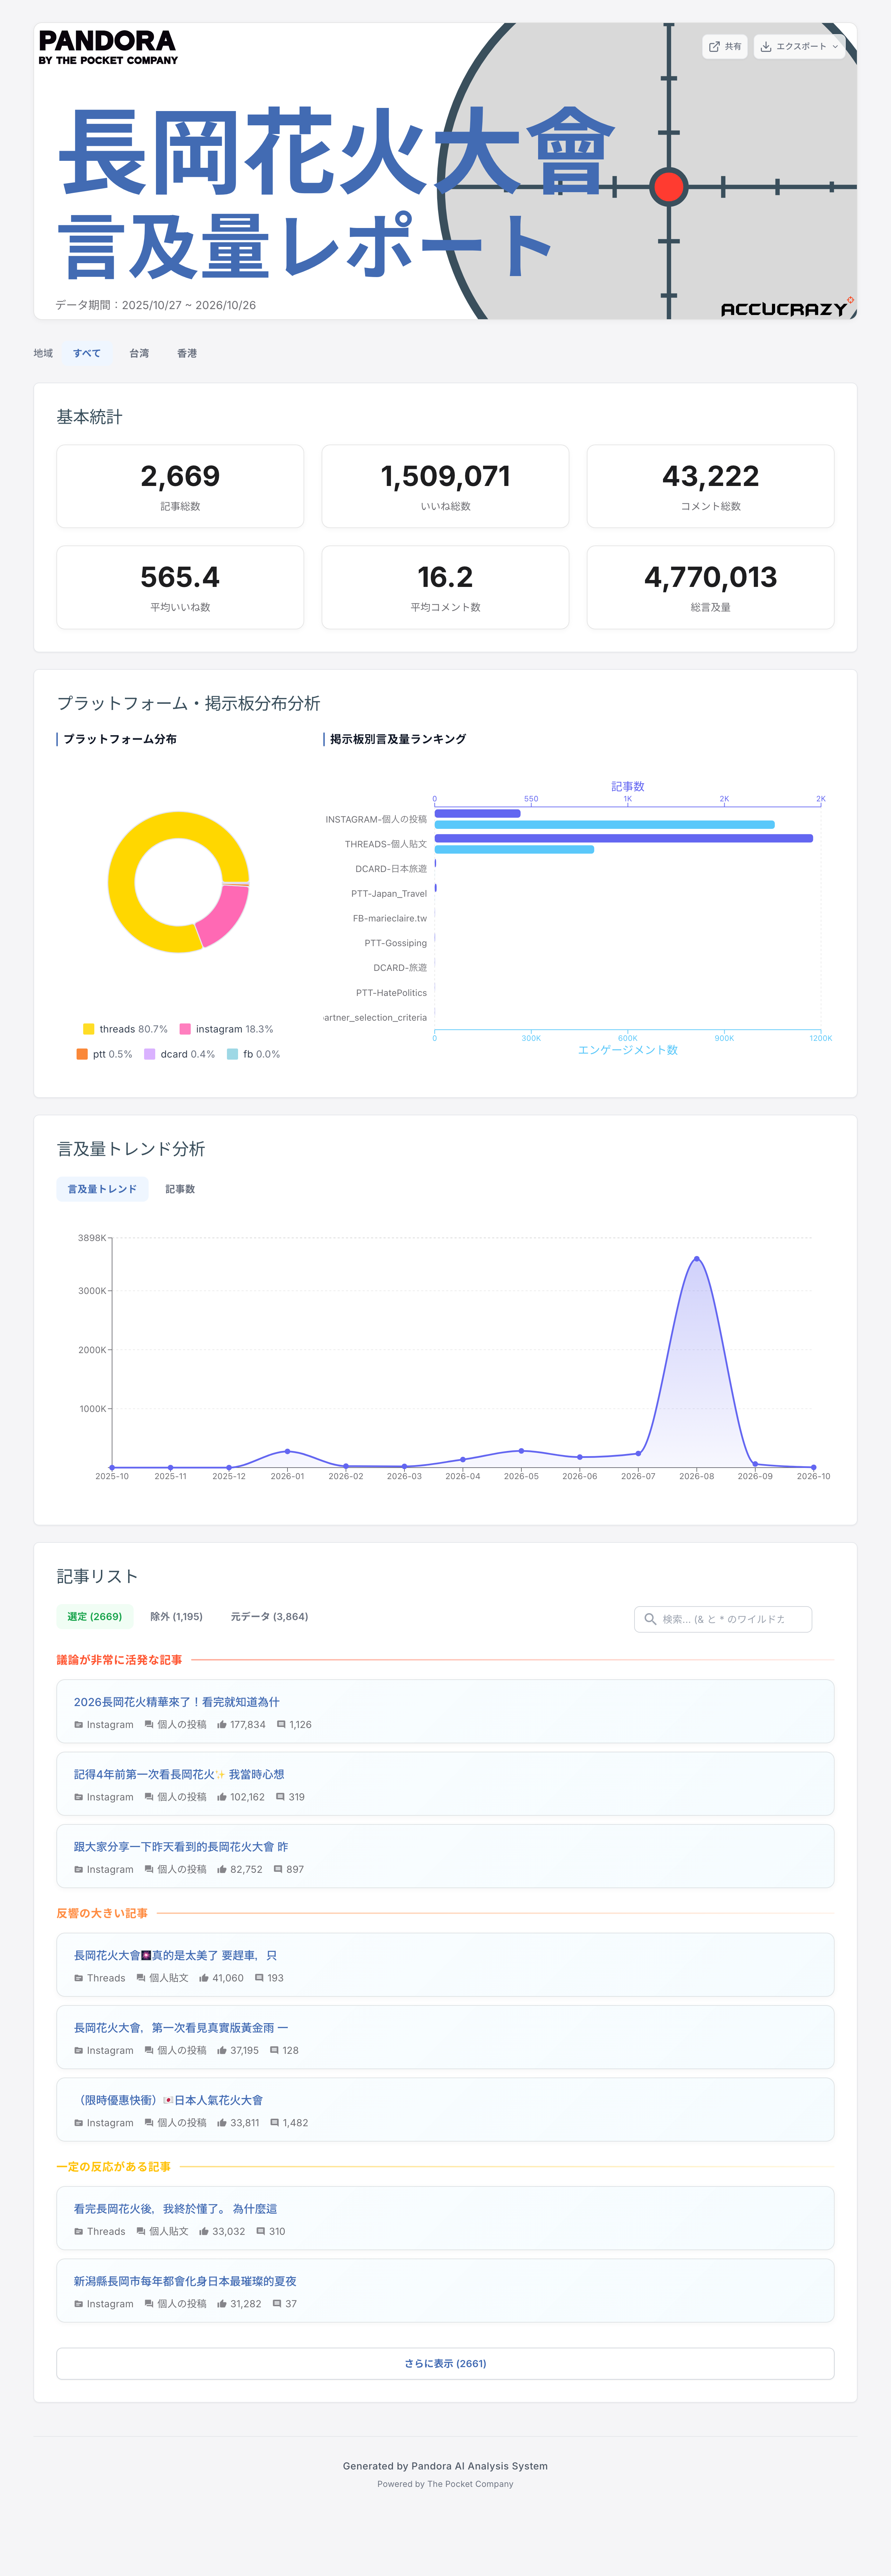 PANDORA
BY THE POCKET COMPANY
共有
エクスポート
長岡花火大會
言及量レポート
データ期間：2025/10/27 ~ 2026/10/26
ACCUCRAZY
地域 すべて 台湾 香港
基本統計
2,669 1,509,071 43,222
記事総数 いいね総数 コメント総数
565.4 16.2 4,770,013
平均いいね数 平均コメント数 総言及量
プラットフォーム・掲示板分布分析
プラットフォーム分布
threads 80.7% instagram 18.3%
ptt 0.5% dcard 0.4% fb 0.0%
掲示板別言及量ランキング
記事数
0 550 1K 2K 2K
INSTAGRAM-個人の投稿
THREADS-個人貼文
DCARD-日本旅遊
PTT-Japan_Travel
FB-marieclaire.tw
PTT-Gossiping
DCARD-旅遊
PTT-HatePolitics
artner_selection_criteria
0 300K 600K 900K 1200K
エンゲージメント数
言及量トレンド分析
言及量トレンド 記事数
3898K
3000K
2000K
1000K
2025-10 2025-11 2025-12 2026-01 2026-02 2026-03 2026-04 2026-05 2026-06 2026-07 2026-08 2026-09 2026-10
記事リスト
選定 (2669) 除外 (1,195) 元データ (3,864)
検索... (& と * のワイルドカ
議論が非常に活発な記事
2026長岡花火精華來了！看完就知道為什
Instagram 個人の投稿 177,834 1,126
記得4年前第一次看長岡花火✨ 我當時心想
Instagram 個人の投稿 102,162 319
跟大家分享一下昨天看到的長岡花火大會 昨
Instagram 個人の投稿 82,752 897
反響の大きい記事
長岡花火大會🎆真的是太美了 要趕車，只
Threads 個人貼文 41,060 193
長岡花火大會，第一次看見真實版黃金雨 一
Instagram 個人の投稿 37,195 128
（限時優惠快衝）🇯🇵日本人氣花火大會
Instagram 個人の投稿 33,811 1,482
一定の反応がある記事
看完長岡花火後，我終於懂了。 為什麼這
Threads 個人貼文 33,032 310
新潟縣長岡市每年都會化身日本最璀璨的夏夜
Instagram 個人の投稿 31,282 37
さらに表示 (2661)
Generated by Pandora AI Analysis System
Powered by The Pocket Company